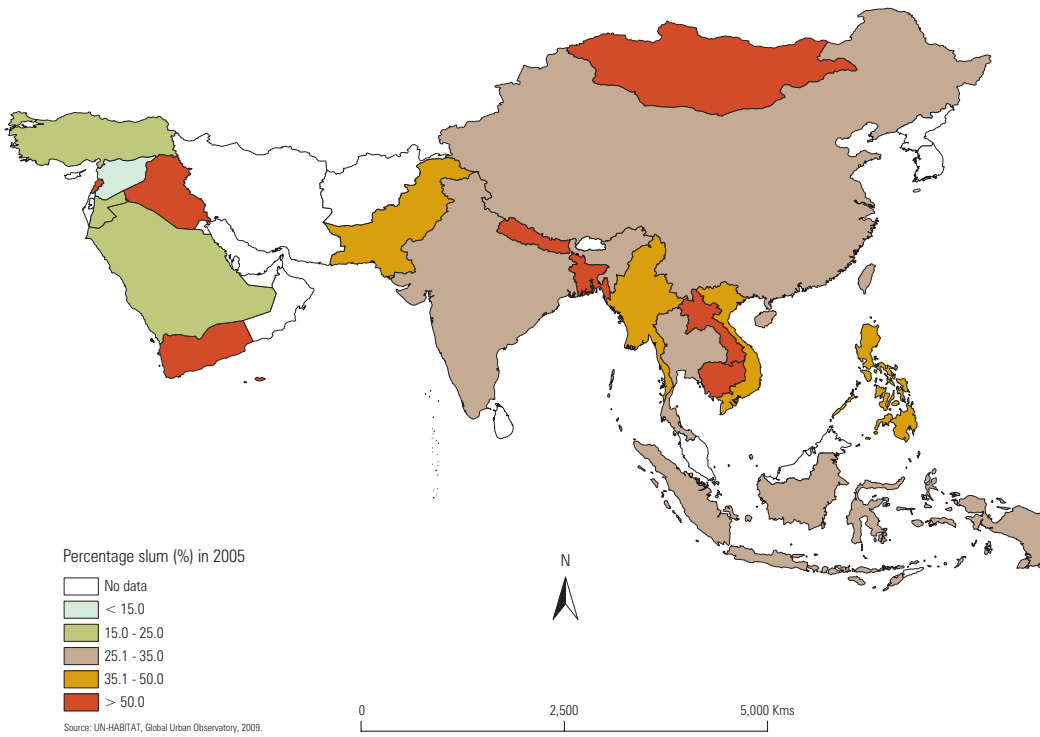 Percentage slum (%) in 2005
No data
< 15.0
15.0 - 25.0
25.1 - 35.0
35.1 - 50.0
> 50.0
Source: UN-HABITAT, Global Urban Observatory, 2009.
N
0 2,500 5,000 Kms